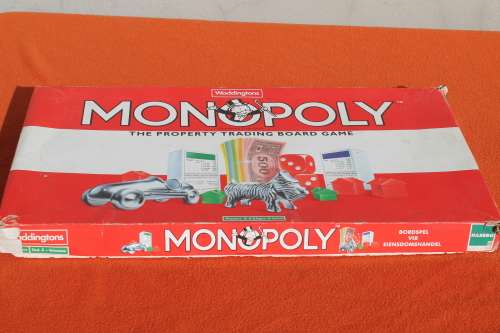 Waddingtons
MONOPOLY
THE PROPERTY TRADING BOARD GAME
500
Waddingtons
MONOPOLY
BORDSPEL
VIR
EIENDOMSHANDEL